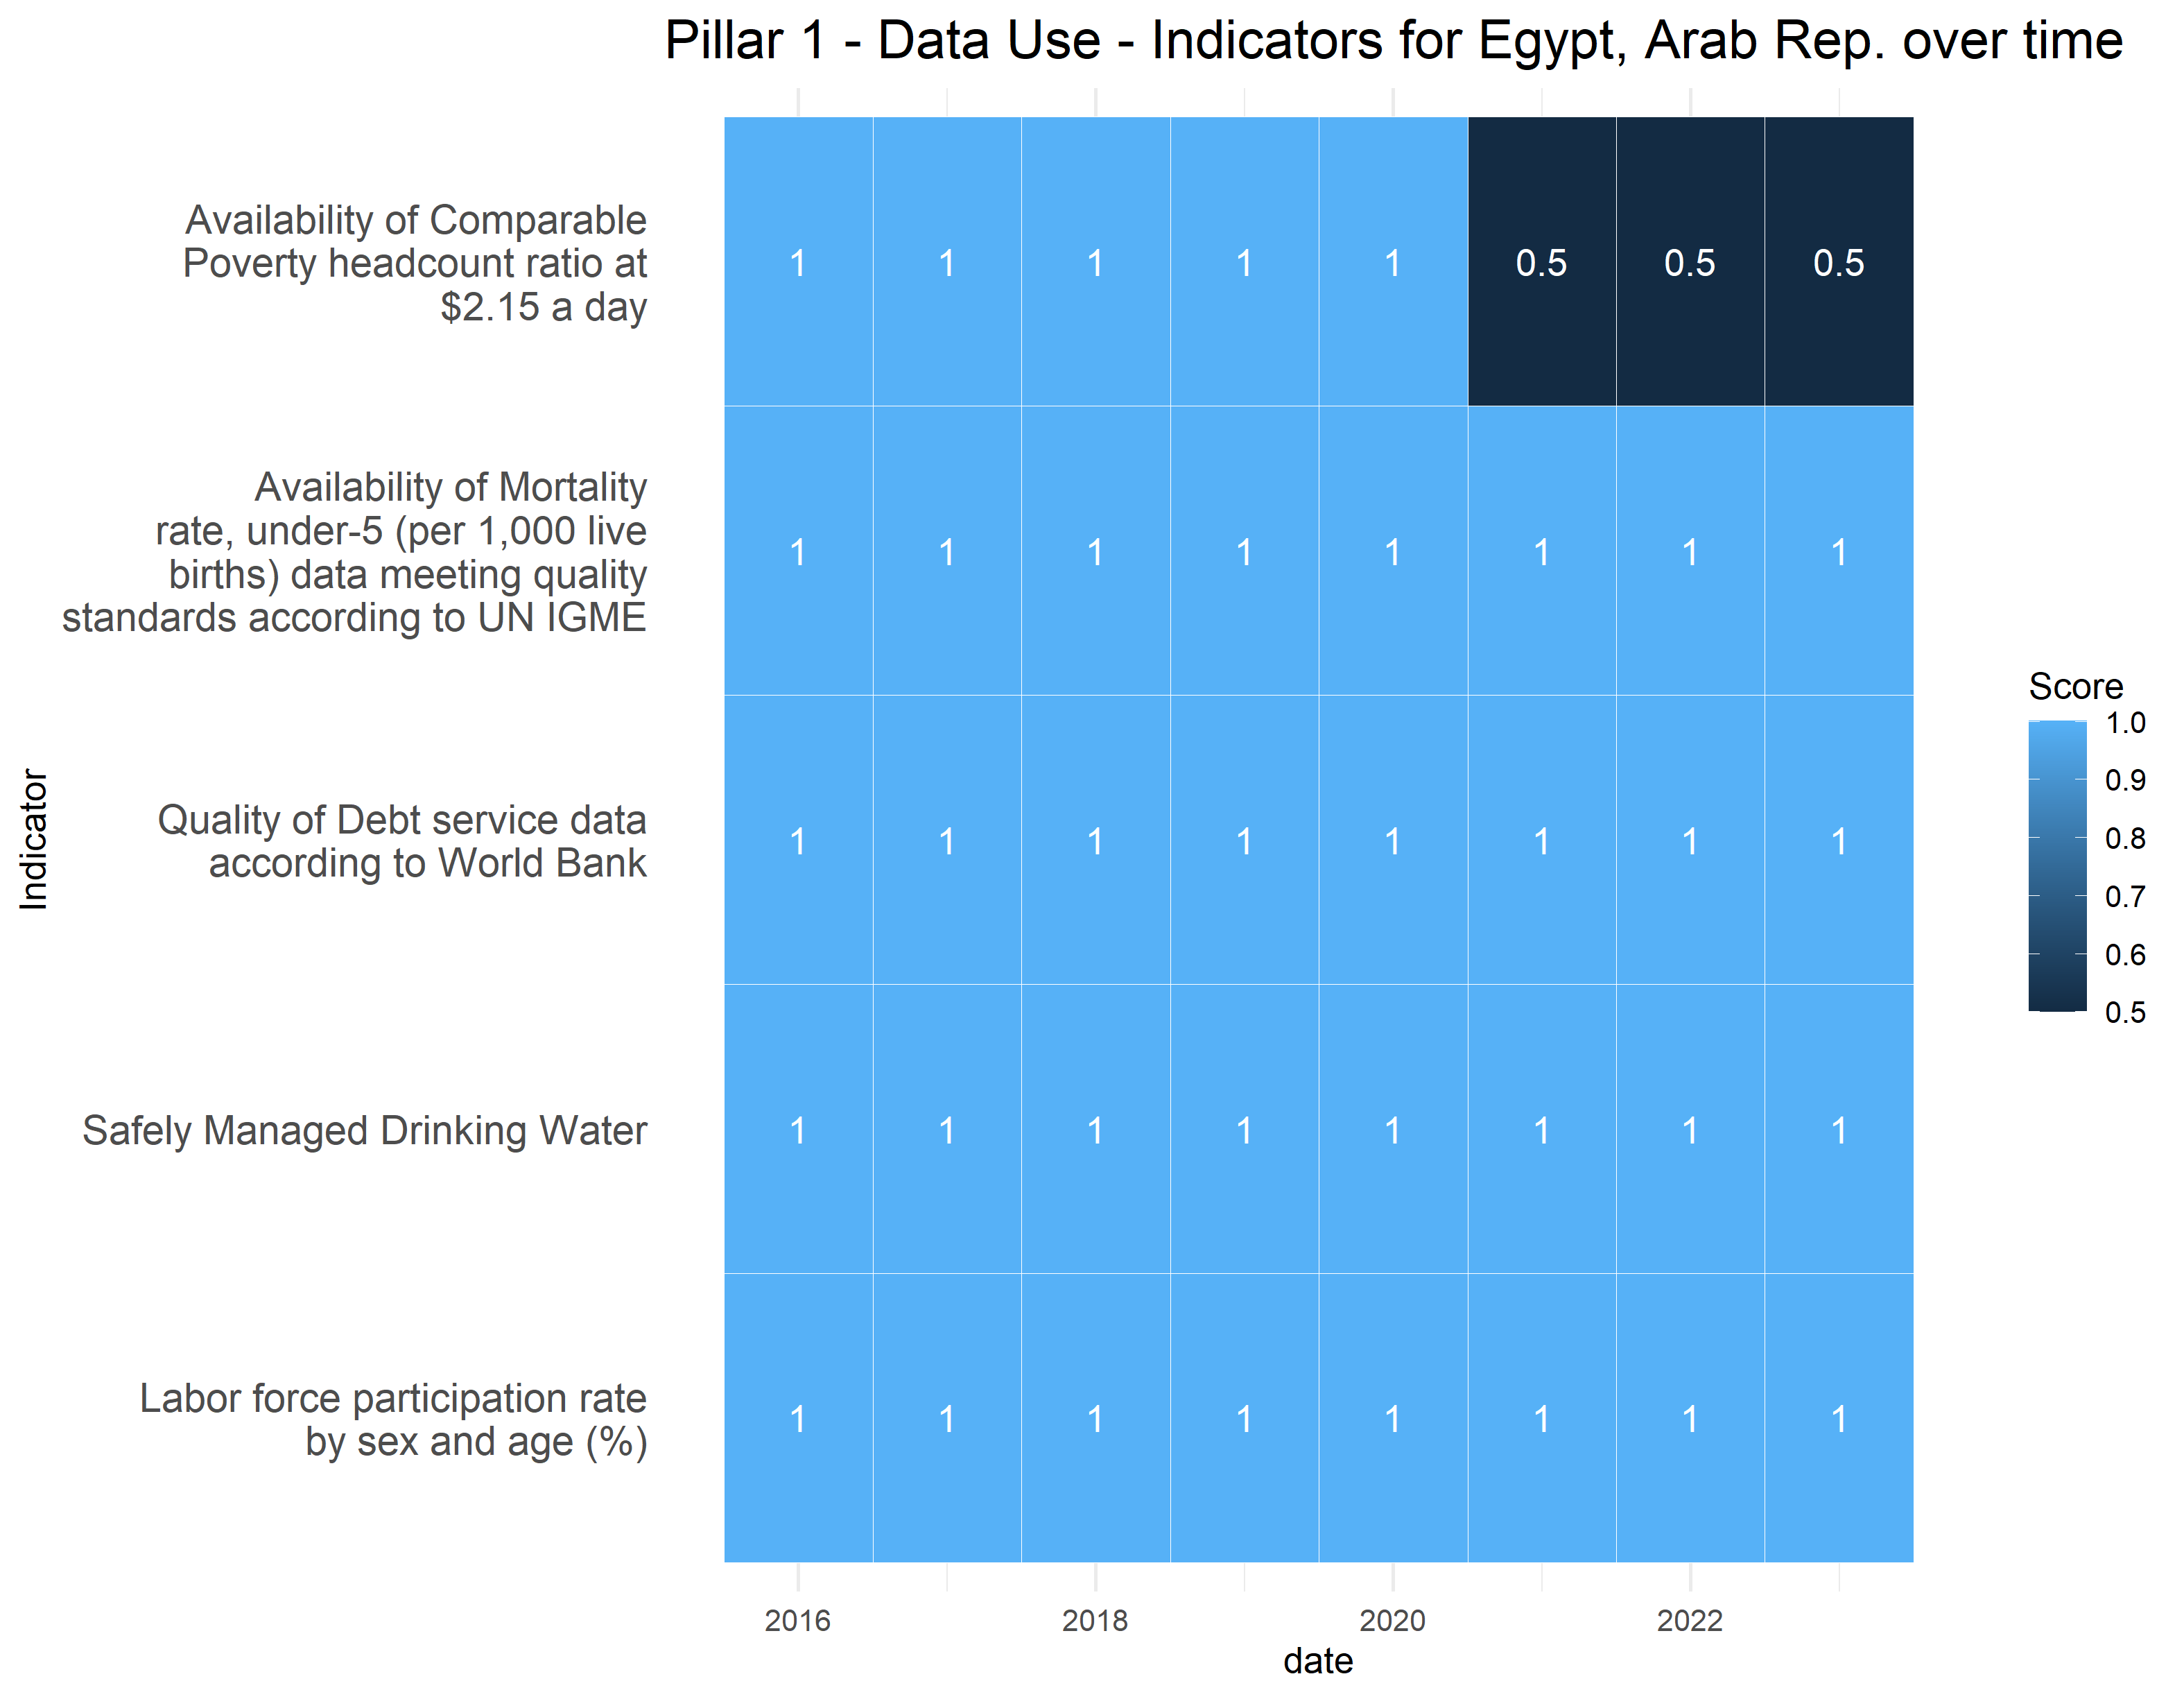 Pillar 1 - Data Use - Indicators for Egypt, Arab Rep. over time
Indicator
Availability of Comparable
Poverty headcount ratio at
$2.15 a day
1 1 1 1 1 0.5 0.5 0.5
Availability of Mortality
rate, under-5 (per 1,000 live
births) data meeting quality
standards according to UN IGME
1 1 1 1 1 1 1 1
Quality of Debt service data
according to World Bank
1 1 1 1 1 1 1 1
Safely Managed Drinking Water
1 1 1 1 1 1 1 1
Labor force participation rate
by sex and age (%)
1 1 1 1 1 1 1 1
2016 2018 2020 2022
date
Score
1.0
0.9
0.8
0.7
0.6
0.5